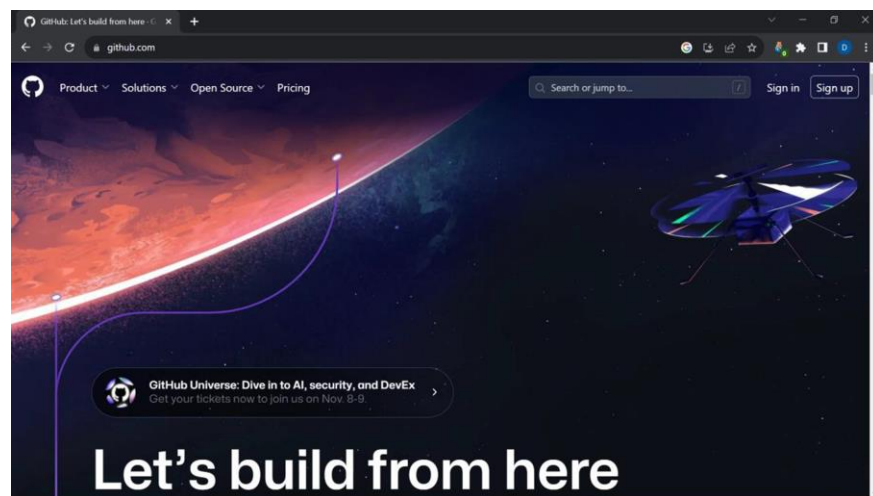 GitHub: Let's build from here · G
github.com
D
Product
Solutions
Open Source
Pricing
Search or jump to...
/
Sign in
Sign up
GitHub Universe: Dive in to AI, security, and DevEx
Get your tickets now to join us on Nov. 8-9.
Let's build from here